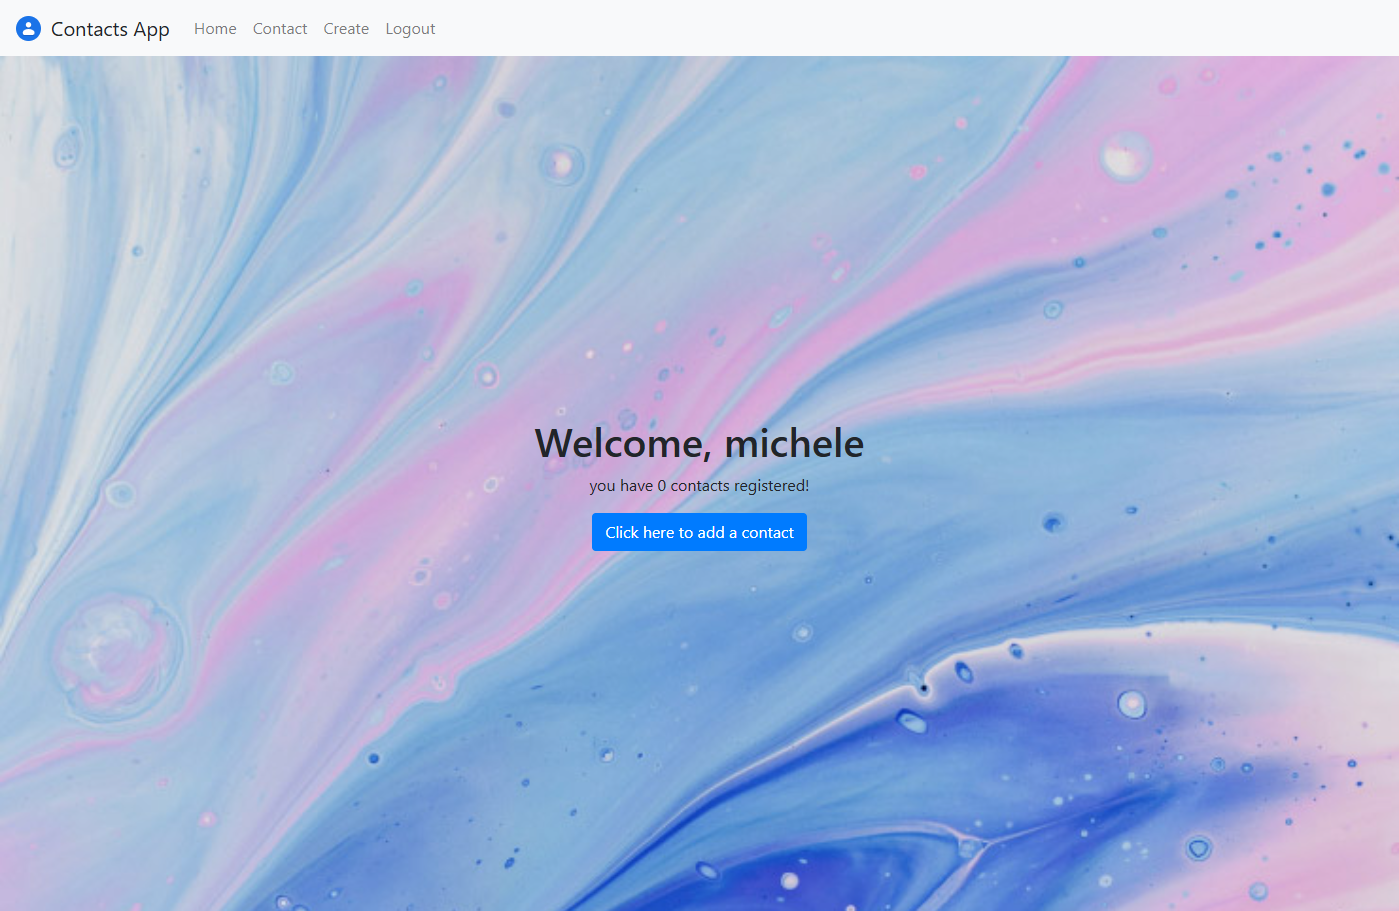 Contacts App Home Contact Create Logout
Welcome, michele
you have 0 contacts registered!
Click here to add a contact